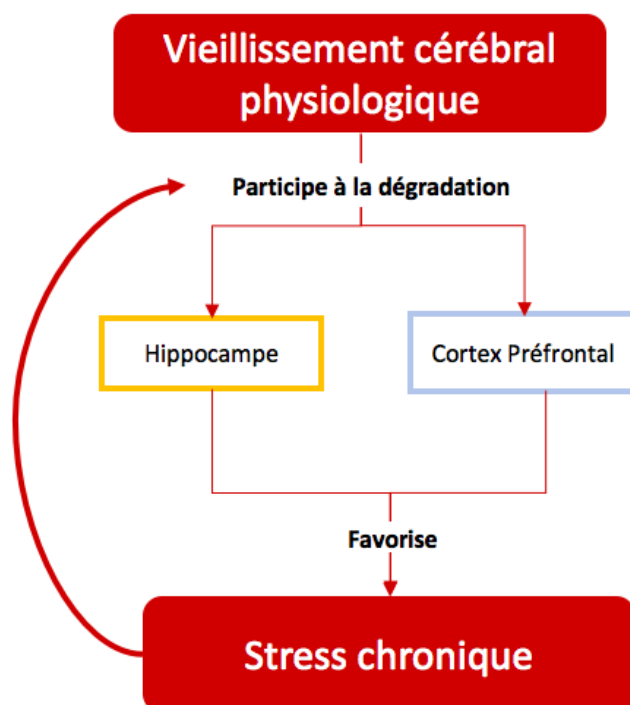 Vieillissement cérébral
physiologique
Participe à la dégradation
Hippocampe
Cortex Préfrontal
Favorise
Stress chronique